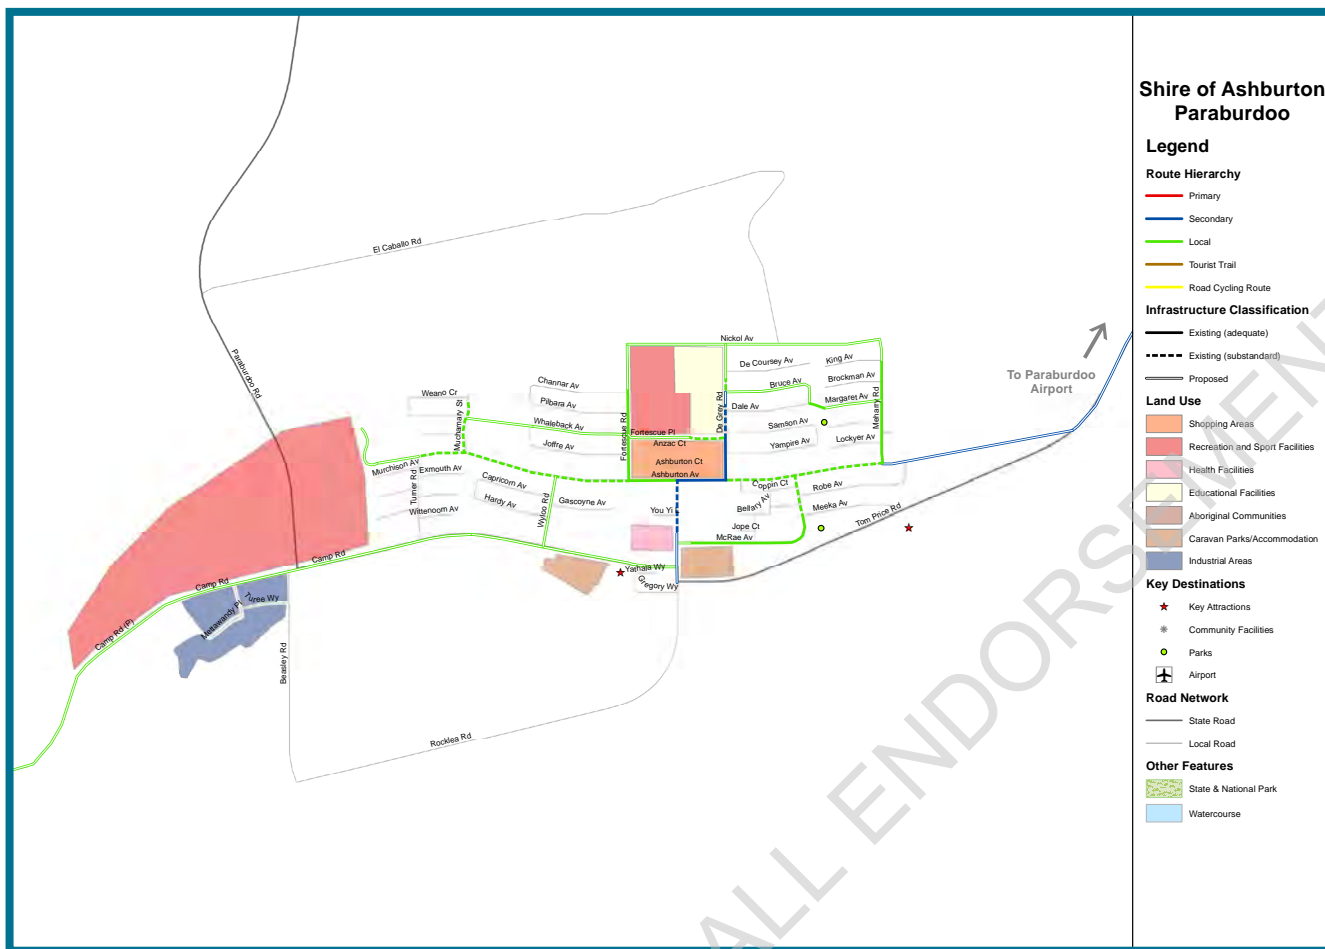 Shire of Ashburton
Paraburdoo
Legend
Route Hierarchy
Primary
Secondary
Local
Tourist Trail
Road Cycling Route
Infrastructure Classification
Existing (adequate)
Existing (substandard)
Proposed
Land Use
Shopping Areas
Recreation and Sport Facilities
Health Facilities
Educational Facilities
Aboriginal Communities
Caravan Parks/Accommodation
Industrial Areas
Key Destinations
Key Attractions
Community Facilities
Parks
Airport
Road Network
State Road
Local Road
Other Features
State & National Park
Watercourse
El Caballo Rd
Paraburdoo Rd
Nickol Av
To Paraburdoo
Airport
De Coursey Av
King Av
Brockman Av
Bruce Av
Margaret Av
Dale Av
Samson Av
Yampire Av
Lockyer Av
Meharry Rd
De Grey Rd
Channar Av
Pilbara Av
Weano Cr
Muchamary St
Whaleback Av
Joffre Av
Fortescue Rd
Fortescue Pl
Anzac Ct
Ashburton Ct
Ashburton Av
Murchison Av
Exmouth Av
Turner Rd
Wittenoom Av
Capricorn Av
Hardy Av
Wyloo Rd
Gascoyne Av
You Yi L
Coppin Ct
Bellary Av
Robe Av
Meeka Av
Jope Ct
McRae Av
Tom Price Rd
Yathala Wy
Gregory Wy
Camp Rd
Camp Rd
Camp Rd (P)
Turee Wy
Mettawandy Pl
Beasley Rd
Rocklea Rd
ALL ENDORSEMENT